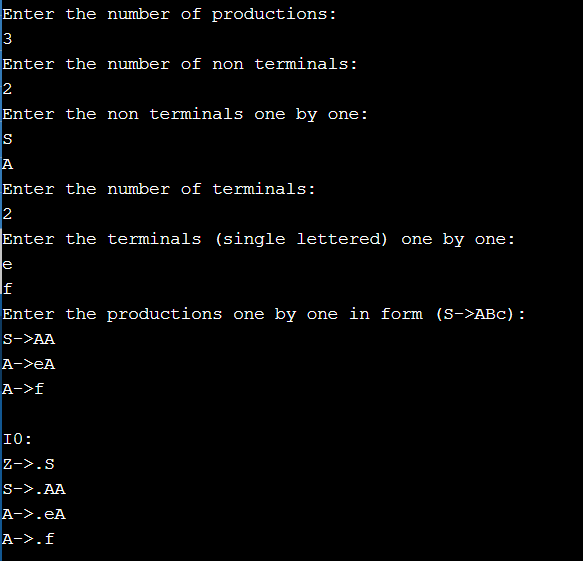 Enter the number of productions:
3
Enter the number of non terminals:
2
Enter the non terminals one by one:
S
A
Enter the number of terminals:
2
Enter the terminals (single lettered) one by one:
e
f
Enter the productions one by one in form (S->ABc):
S->AA
A->eA
A->f
I0:
Z->.S
S->.AA
A->.eA
A->.f